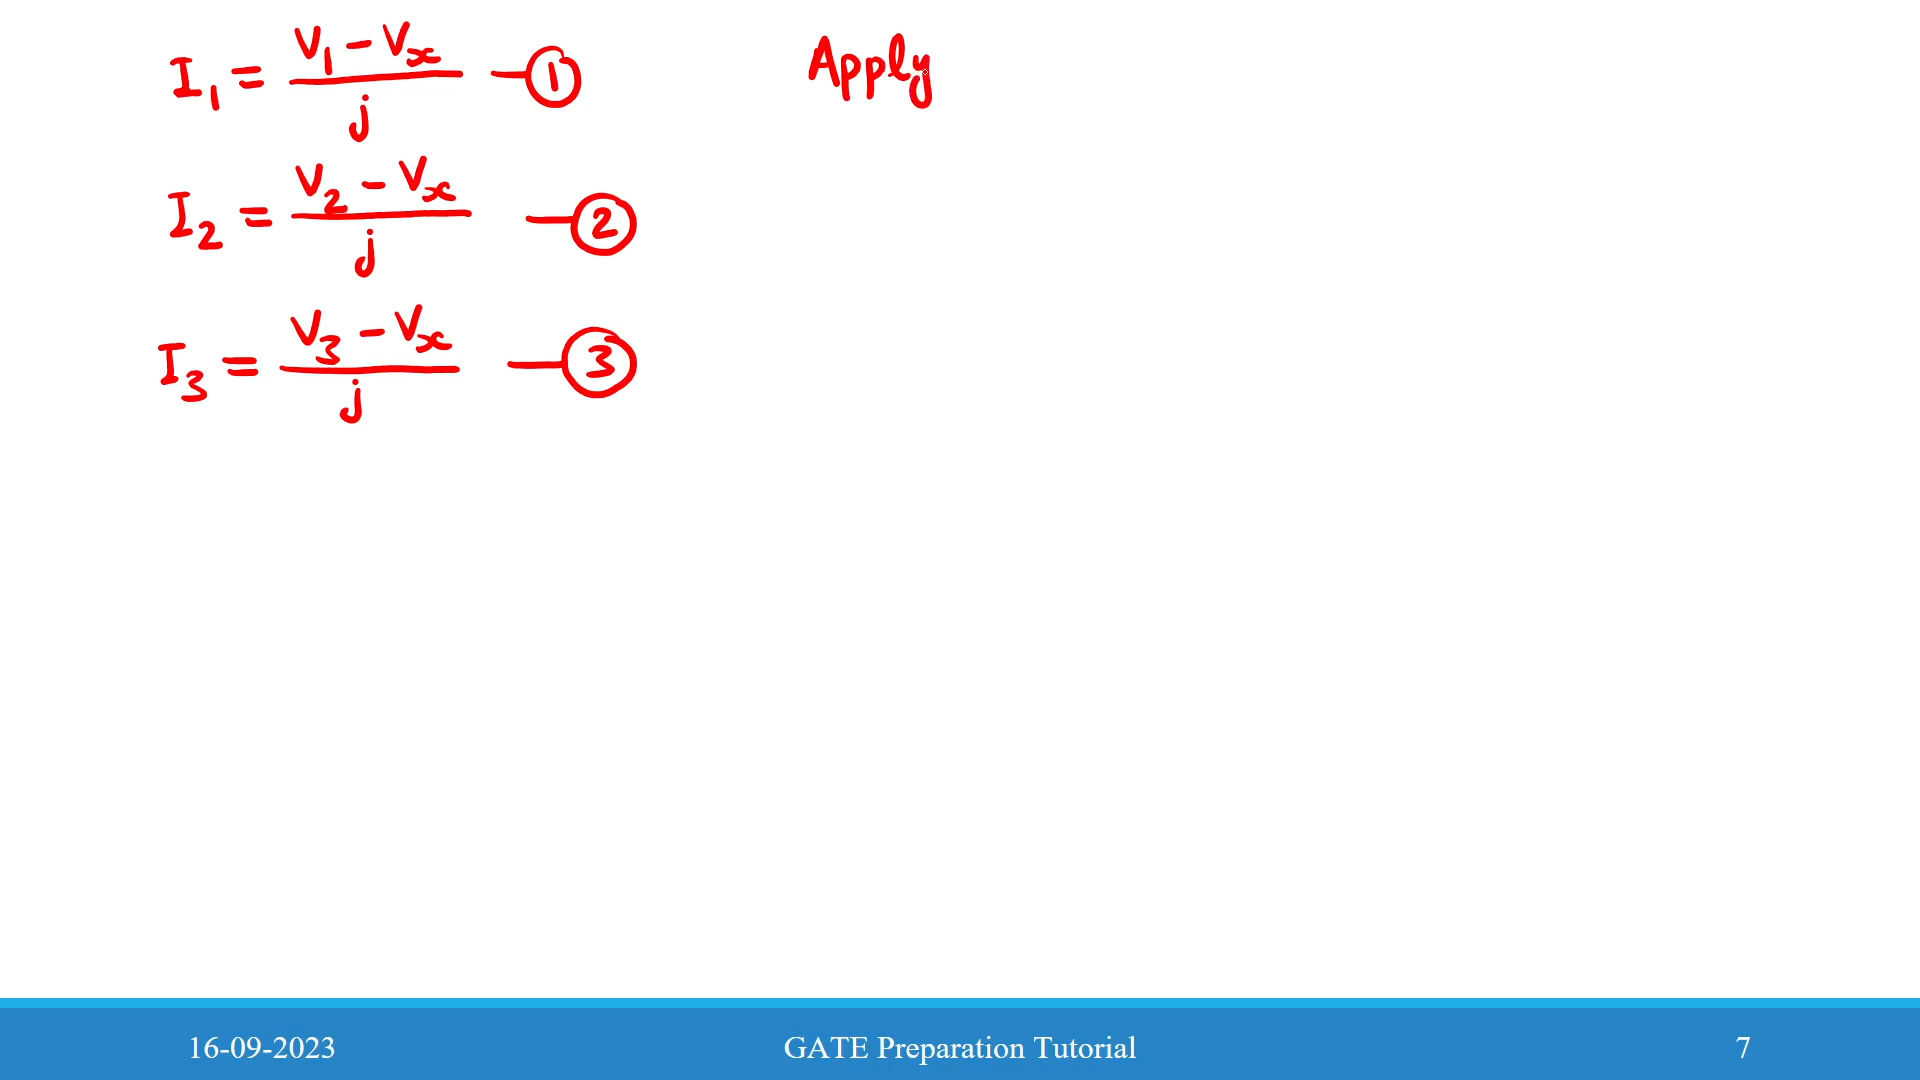 I₁ = (V₁ - Vₓ) / j — ①
Apply
I₂ = (V₂ - Vₓ) / j — ②
I₃ = (V₃ - Vₓ) / j — ③
16-09-2023
GATE Preparation Tutorial
7